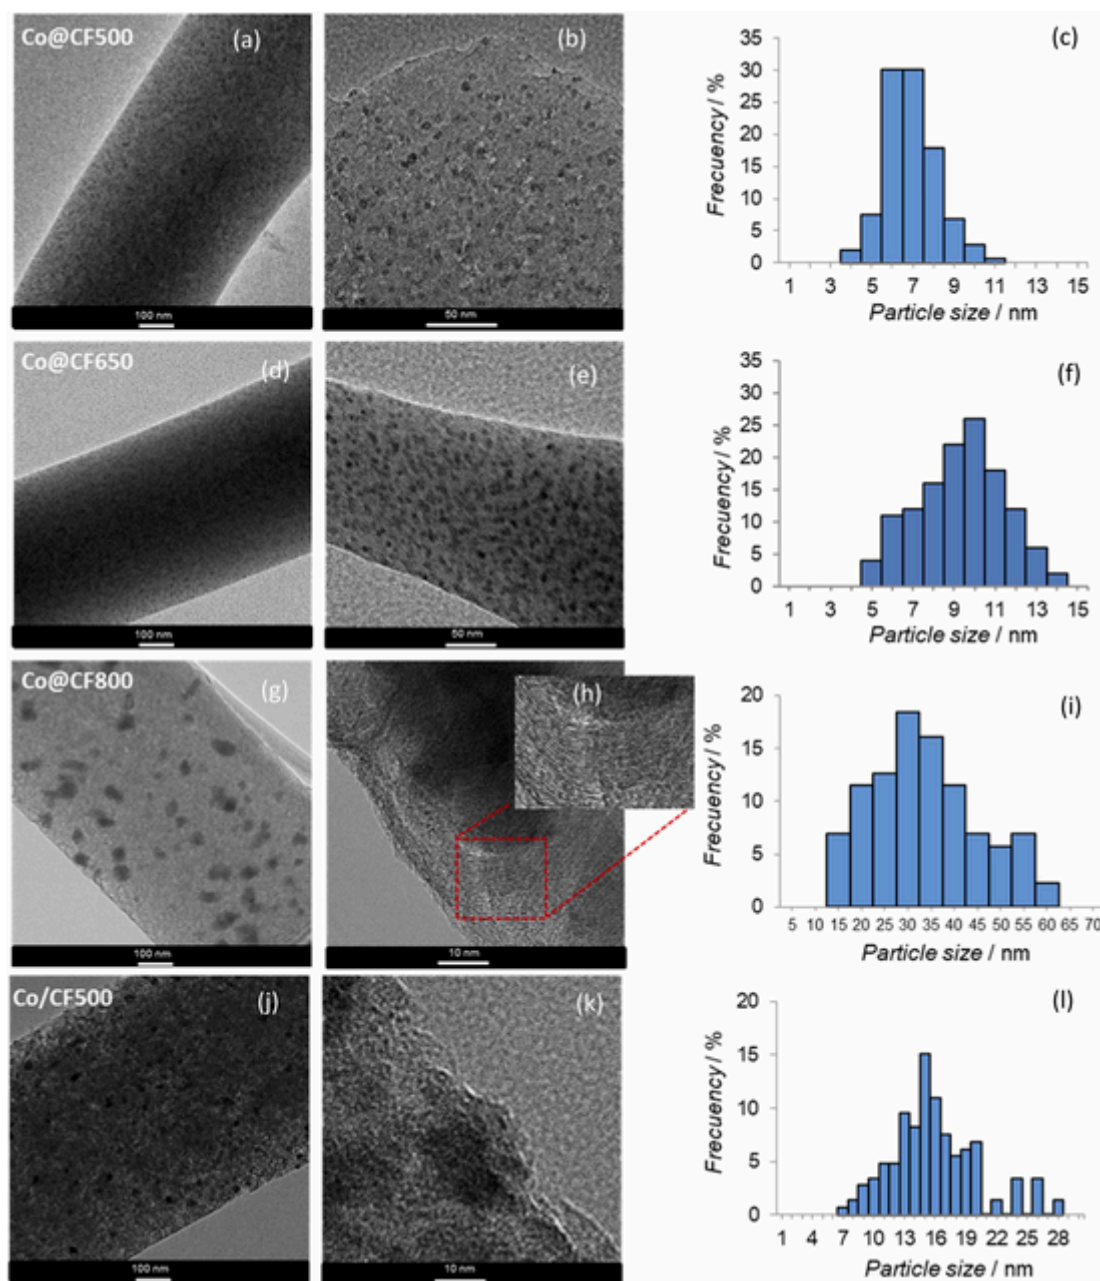 Co@CF500
(a)
100 nm
(b)
50 nm
(c)
Frecuency / %
35
30
25
20
15
10
5
0
1 3 5 7 9 11 13 15
Particle size / nm
Co@CF650
(d)
100 nm
(e)
50 nm
(f)
Frecuency / %
35
30
25
20
15
10
5
0
1 3 5 7 9 11 13 15
Particle size / nm
Co@CF800
(g)
100 nm
(h)
10 nm
(i)
Frecuency / %
20
15
10
5
0
5 10 15 20 25 30 35 40 45 50 55 60 65 70
Particle size / nm
Co/CF500
(j)
100 nm
(k)
10 nm
(l)
Frecuency / %
20
15
10
5
0
1 4 7 10 13 16 19 22 25 28
Particle size / nm